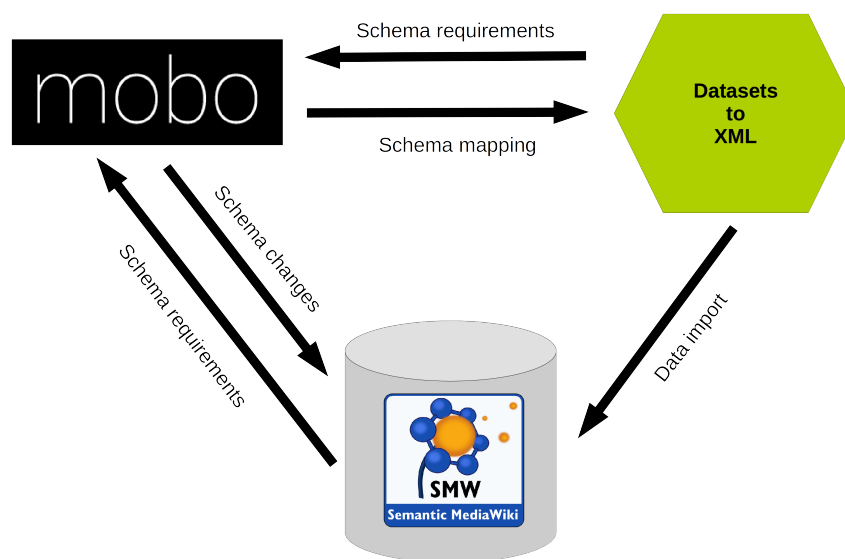 mobo
Schema requirements
Schema mapping
Datasets
to
XML
Schema changes
Schema requirements
Data import
SMW
Semantic MediaWiki